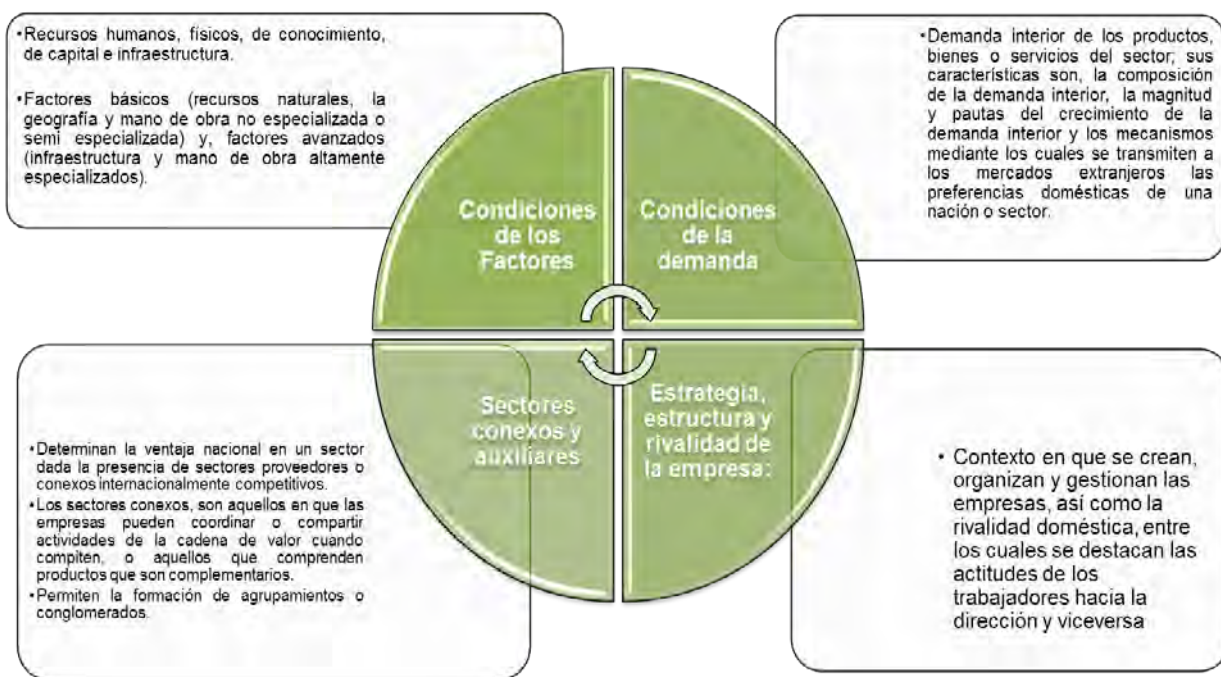 •Recursos humanos, físicos, de conocimiento,
de capital e infraestructura.
•Factores básicos (recursos naturales, la
geografía y mano de obra no especializada o
semi especializada) y, factores avanzados
(infraestructura y mano de obra altamente
especializados).
•Demanda interior de los productos,
bienes o servicios del sector; sus
características son, la composición
de la demanda interior, la magnitud
y pautas del crecimiento de la
demanda interior y los mecanismos
mediante los cuales se transmiten a
los mercados extranjeros las
preferencias domésticas de una
nación o sector.
Condiciones
de los
Factores
Condiciones
de la
demanda
Sectores
conexos y
auxiliares
Estrategia,
estructura y
rivalidad de
la empresa:
•Determinan la ventaja nacional en un sector
dada la presencia de sectores proveedores o
conexos internacionalmente competitivos.
•Los sectores conexos, son aquellos en que las
empresas pueden coordinar o compartir
actividades de la cadena de valor cuando
compiten, o aquellos que comprenden
productos que son complementarios.
•Permiten la formación de agrupamientos o
conglomerados.
• Contexto en que se crean,
organizan y gestionan las
empresas, así como la
rivalidad doméstica, entre
los cuales se destacan las
actitudes de los
trabajadores hacia la
dirección y viceversa